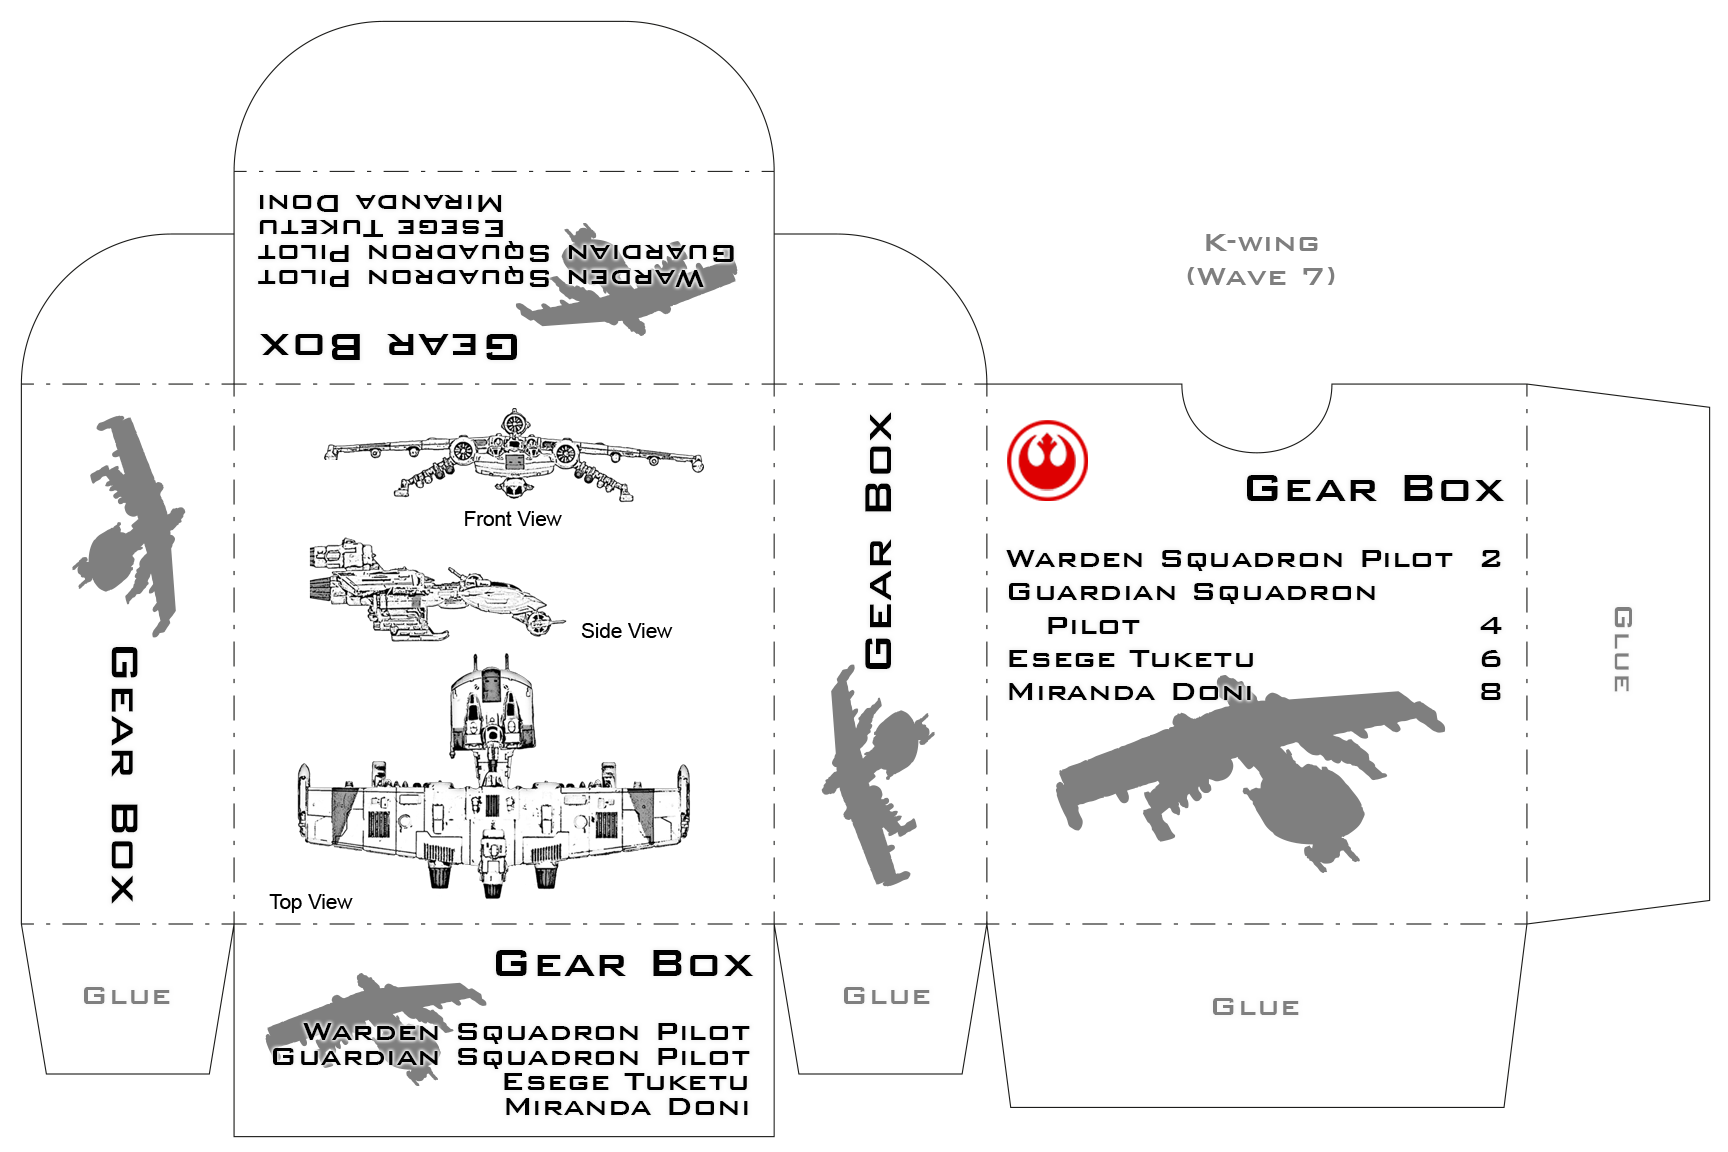 Miranda Doni
Esege Tuketu
Guardian Squadron Pilot
Warden Squadron Pilot
Gear Box
K-wing
(Wave 7)
Gear Box
Front View
Side View
Top View
Gear Box
Gear Box
Warden Squadron Pilot 2
Guardian Squadron
Pilot 4
Esege Tuketu 6
Miranda Doni 8
Glue
Glue
Gear Box
Warden Squadron Pilot
Guardian Squadron Pilot
Esege Tuketu
Miranda Doni
Glue
Glue